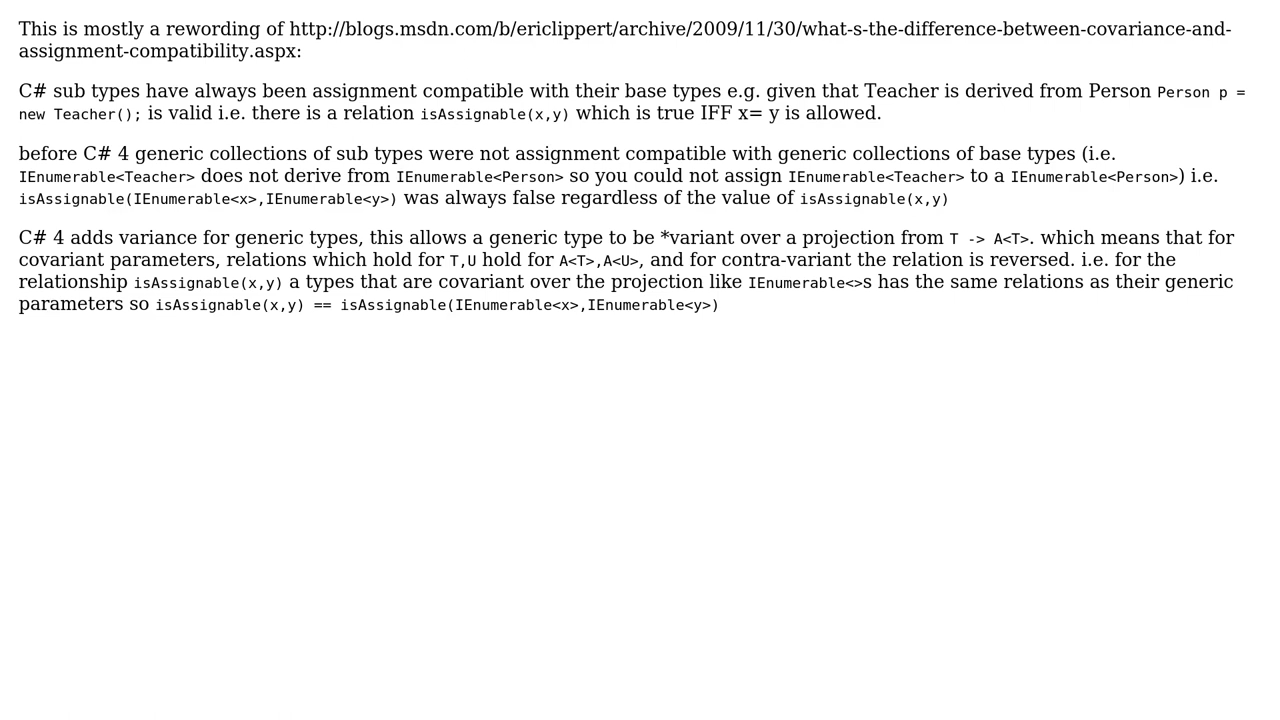 This is mostly a rewording of http://blogs.msdn.com/b/ericlippert/archive/2009/11/30/what-s-the-difference-between-covariance-and-
assignment-compatibility.aspx:
C# sub types have always been assignment compatible with their base types e.g. given that Teacher is derived from Person Person p =
new Teacher(); is valid i.e. there is a relation isAssignable(x,y) which is true IFF x= y is allowed.
before C# 4 generic collections of sub types were not assignment compatible with generic collections of base types (i.e.
IEnumerable<Teacher> does not derive from IEnumerable<Person> so you could not assign IEnumerable<Teacher> to a IEnumerable<Person>) i.e.
isAssignable(IEnumerable<x>,IEnumerable<y>) was always false regardless of the value of isAssignable(x,y)
C# 4 adds variance for generic types, this allows a generic type to be *variant over a projection from T -> A<T>. which means that for
covariant parameters, relations which hold for T,U hold for A<T>,A<U>, and for contra-variant the relation is reversed. i.e. for the
relationship isAssignable(x,y) a types that are covariant over the projection like IEnumerable<>s has the same relations as their generic
parameters so isAssignable(x,y) == isAssignable(IEnumerable<x>,IEnumerable<y>)